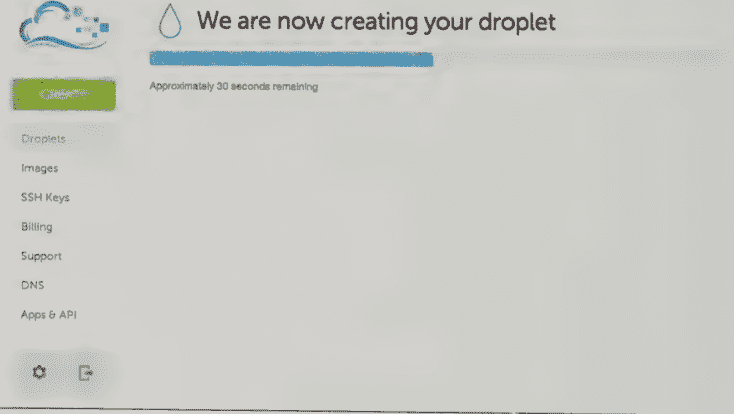 We are now creating your droplet
Approximately 30 seconds remaining
Droplets
Images
SSH Keys
Billing
Support
DNS
Apps & API